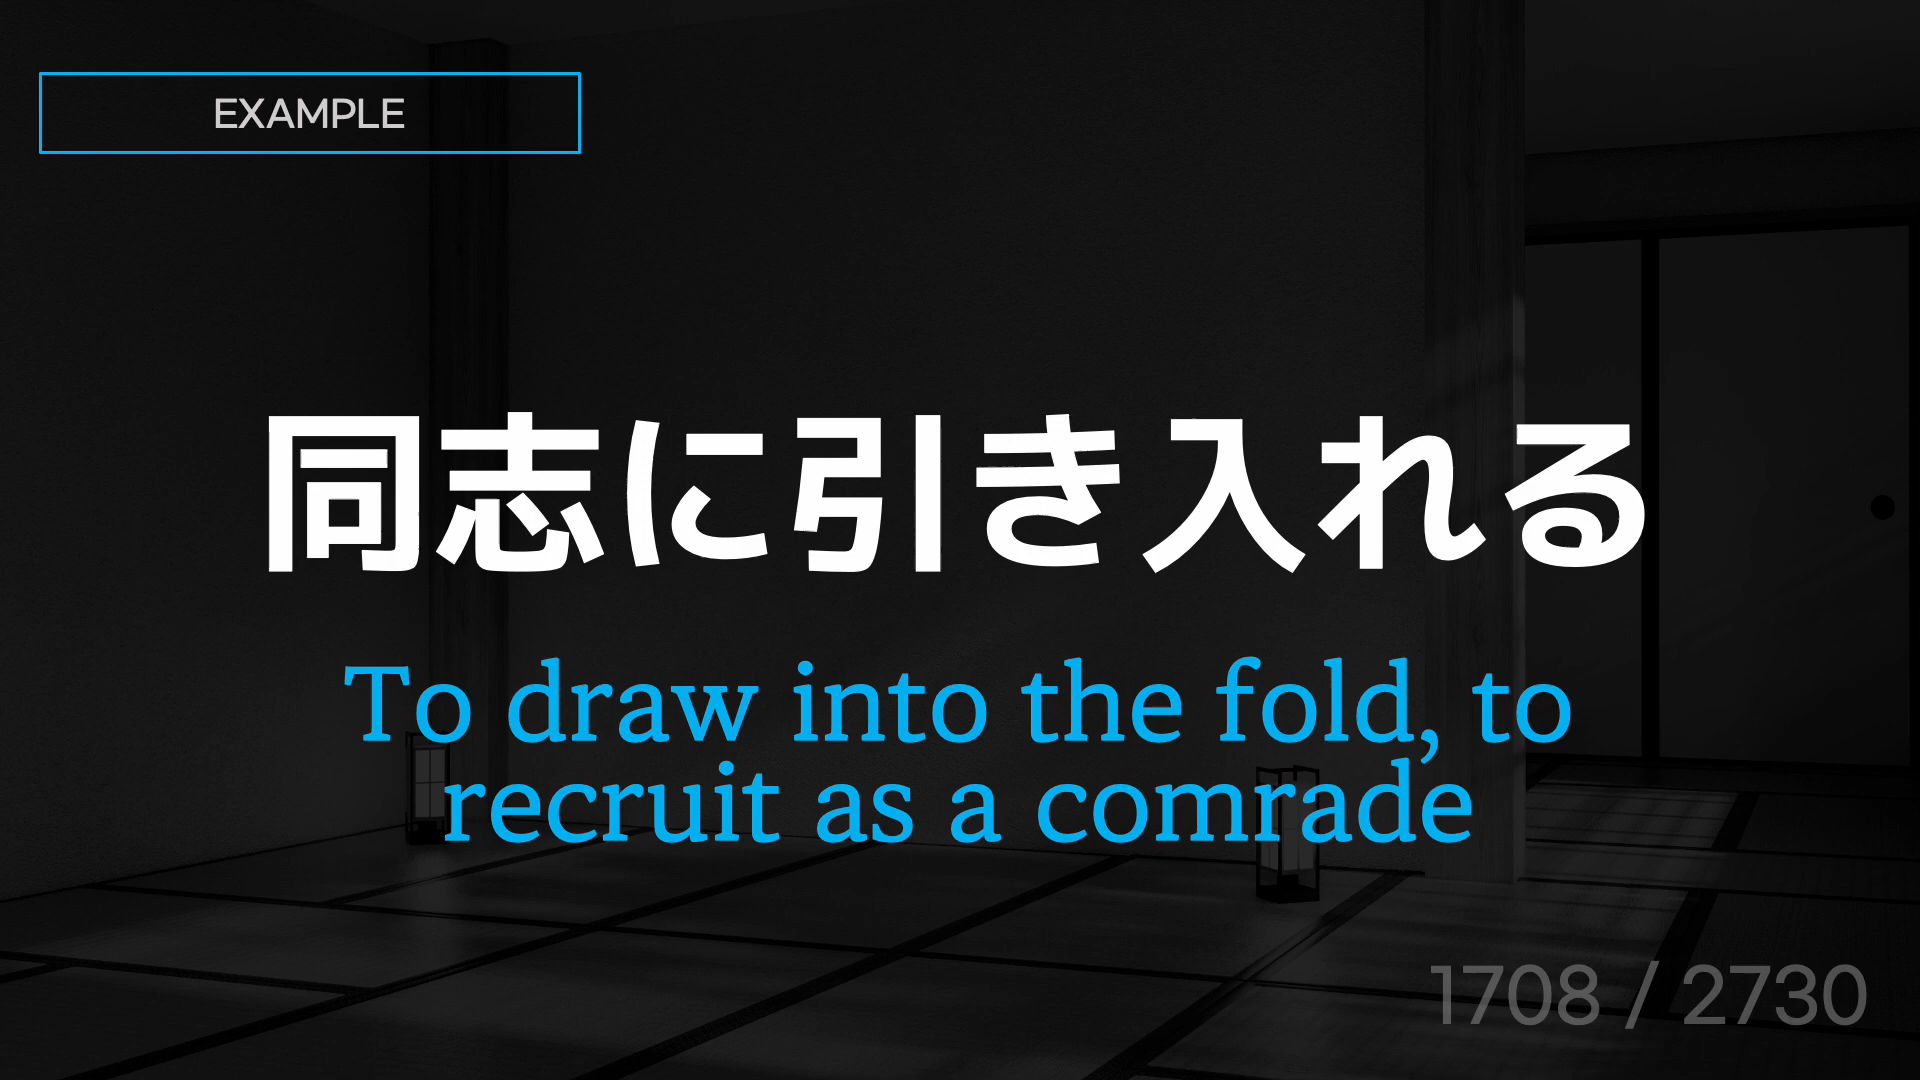 EXAMPLE
同志に引き入れる
To draw into the fold, to
recruit as a comrade
1708 / 2730